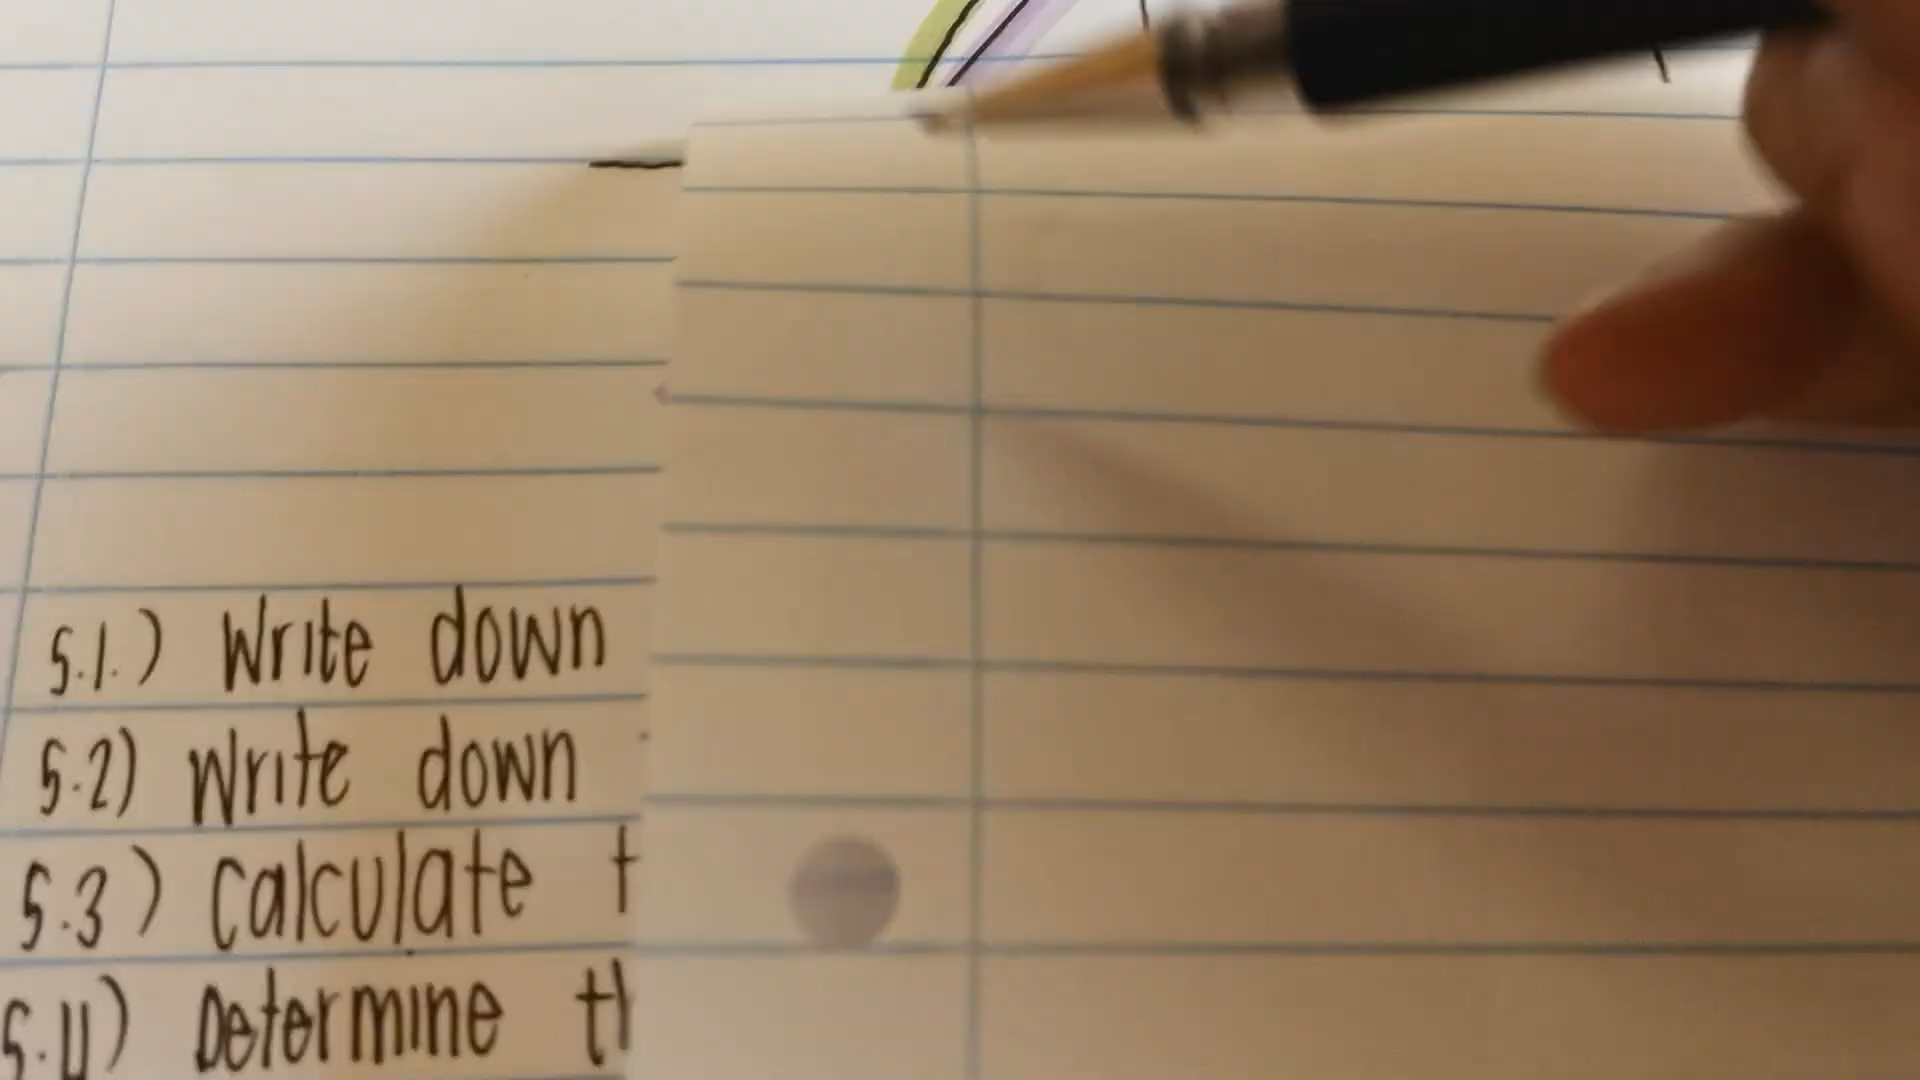 5.1.) Write down
5.2) Write down
5.3) Calculate t
5.4) Determine th